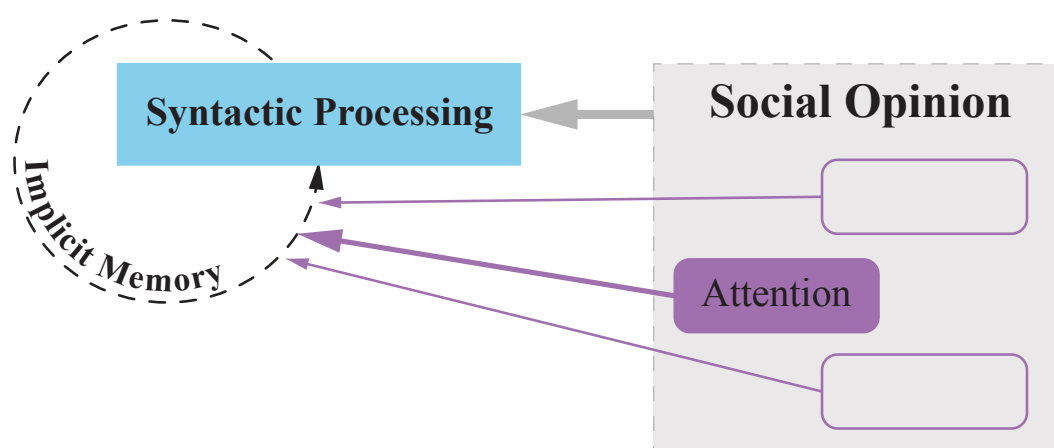 Syntactic Processing
Social Opinion
Implicit Memory
Attention